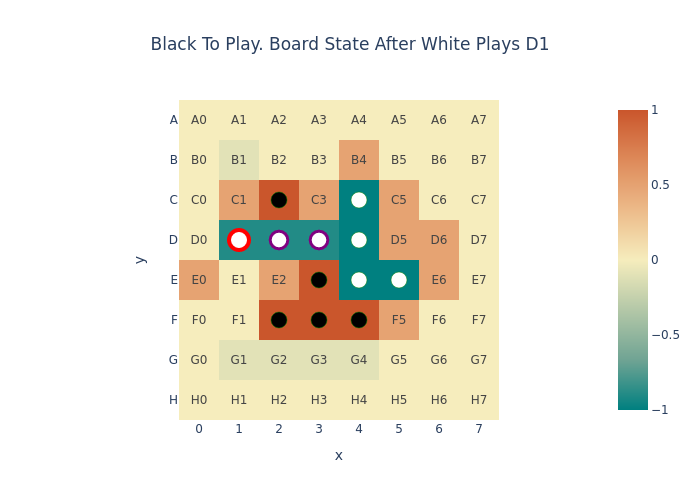 Black To Play. Board State After White Plays D1
A A0 A1 A2 A3 A4 A5 A6 A7
B B0 B1 B2 B3 B4 B5 B6 B7
C C0 C1 C3 C5 C6 C7
D D0 D5 D6 D7
E E0 E1 E2 E6 E7
F F0 F1 F5 F6 F7
G G0 G1 G2 G3 G4 G5 G6 G7
H H0 H1 H2 H3 H4 H5 H6 H7
0 1 2 3 4 5 6 7
x
y
1
0.5
0
−0.5
−1